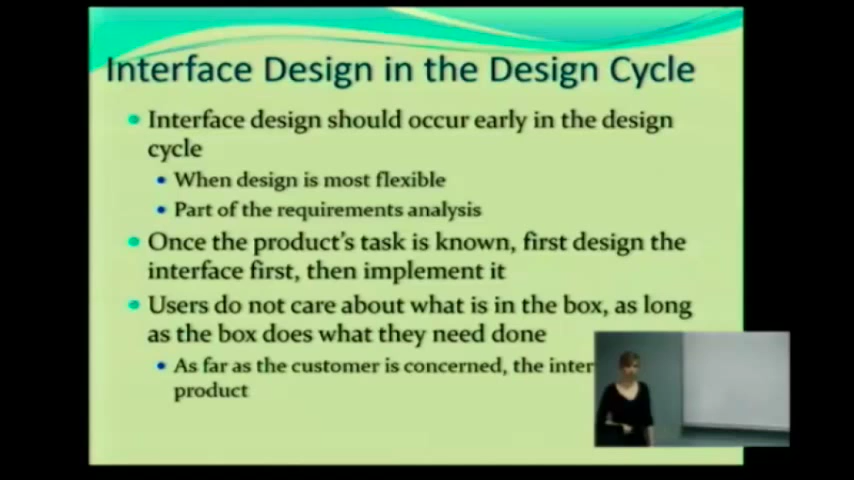 Interface Design in the Design Cycle
Interface design should occur early in the design
cycle
When design is most flexible
Part of the requirements analysis
Once the product's task is known, first design the
interface first, then implement it
Users do not care about what is in the box, as long
as the box does what they need done
As far as the customer is concerned, the
product